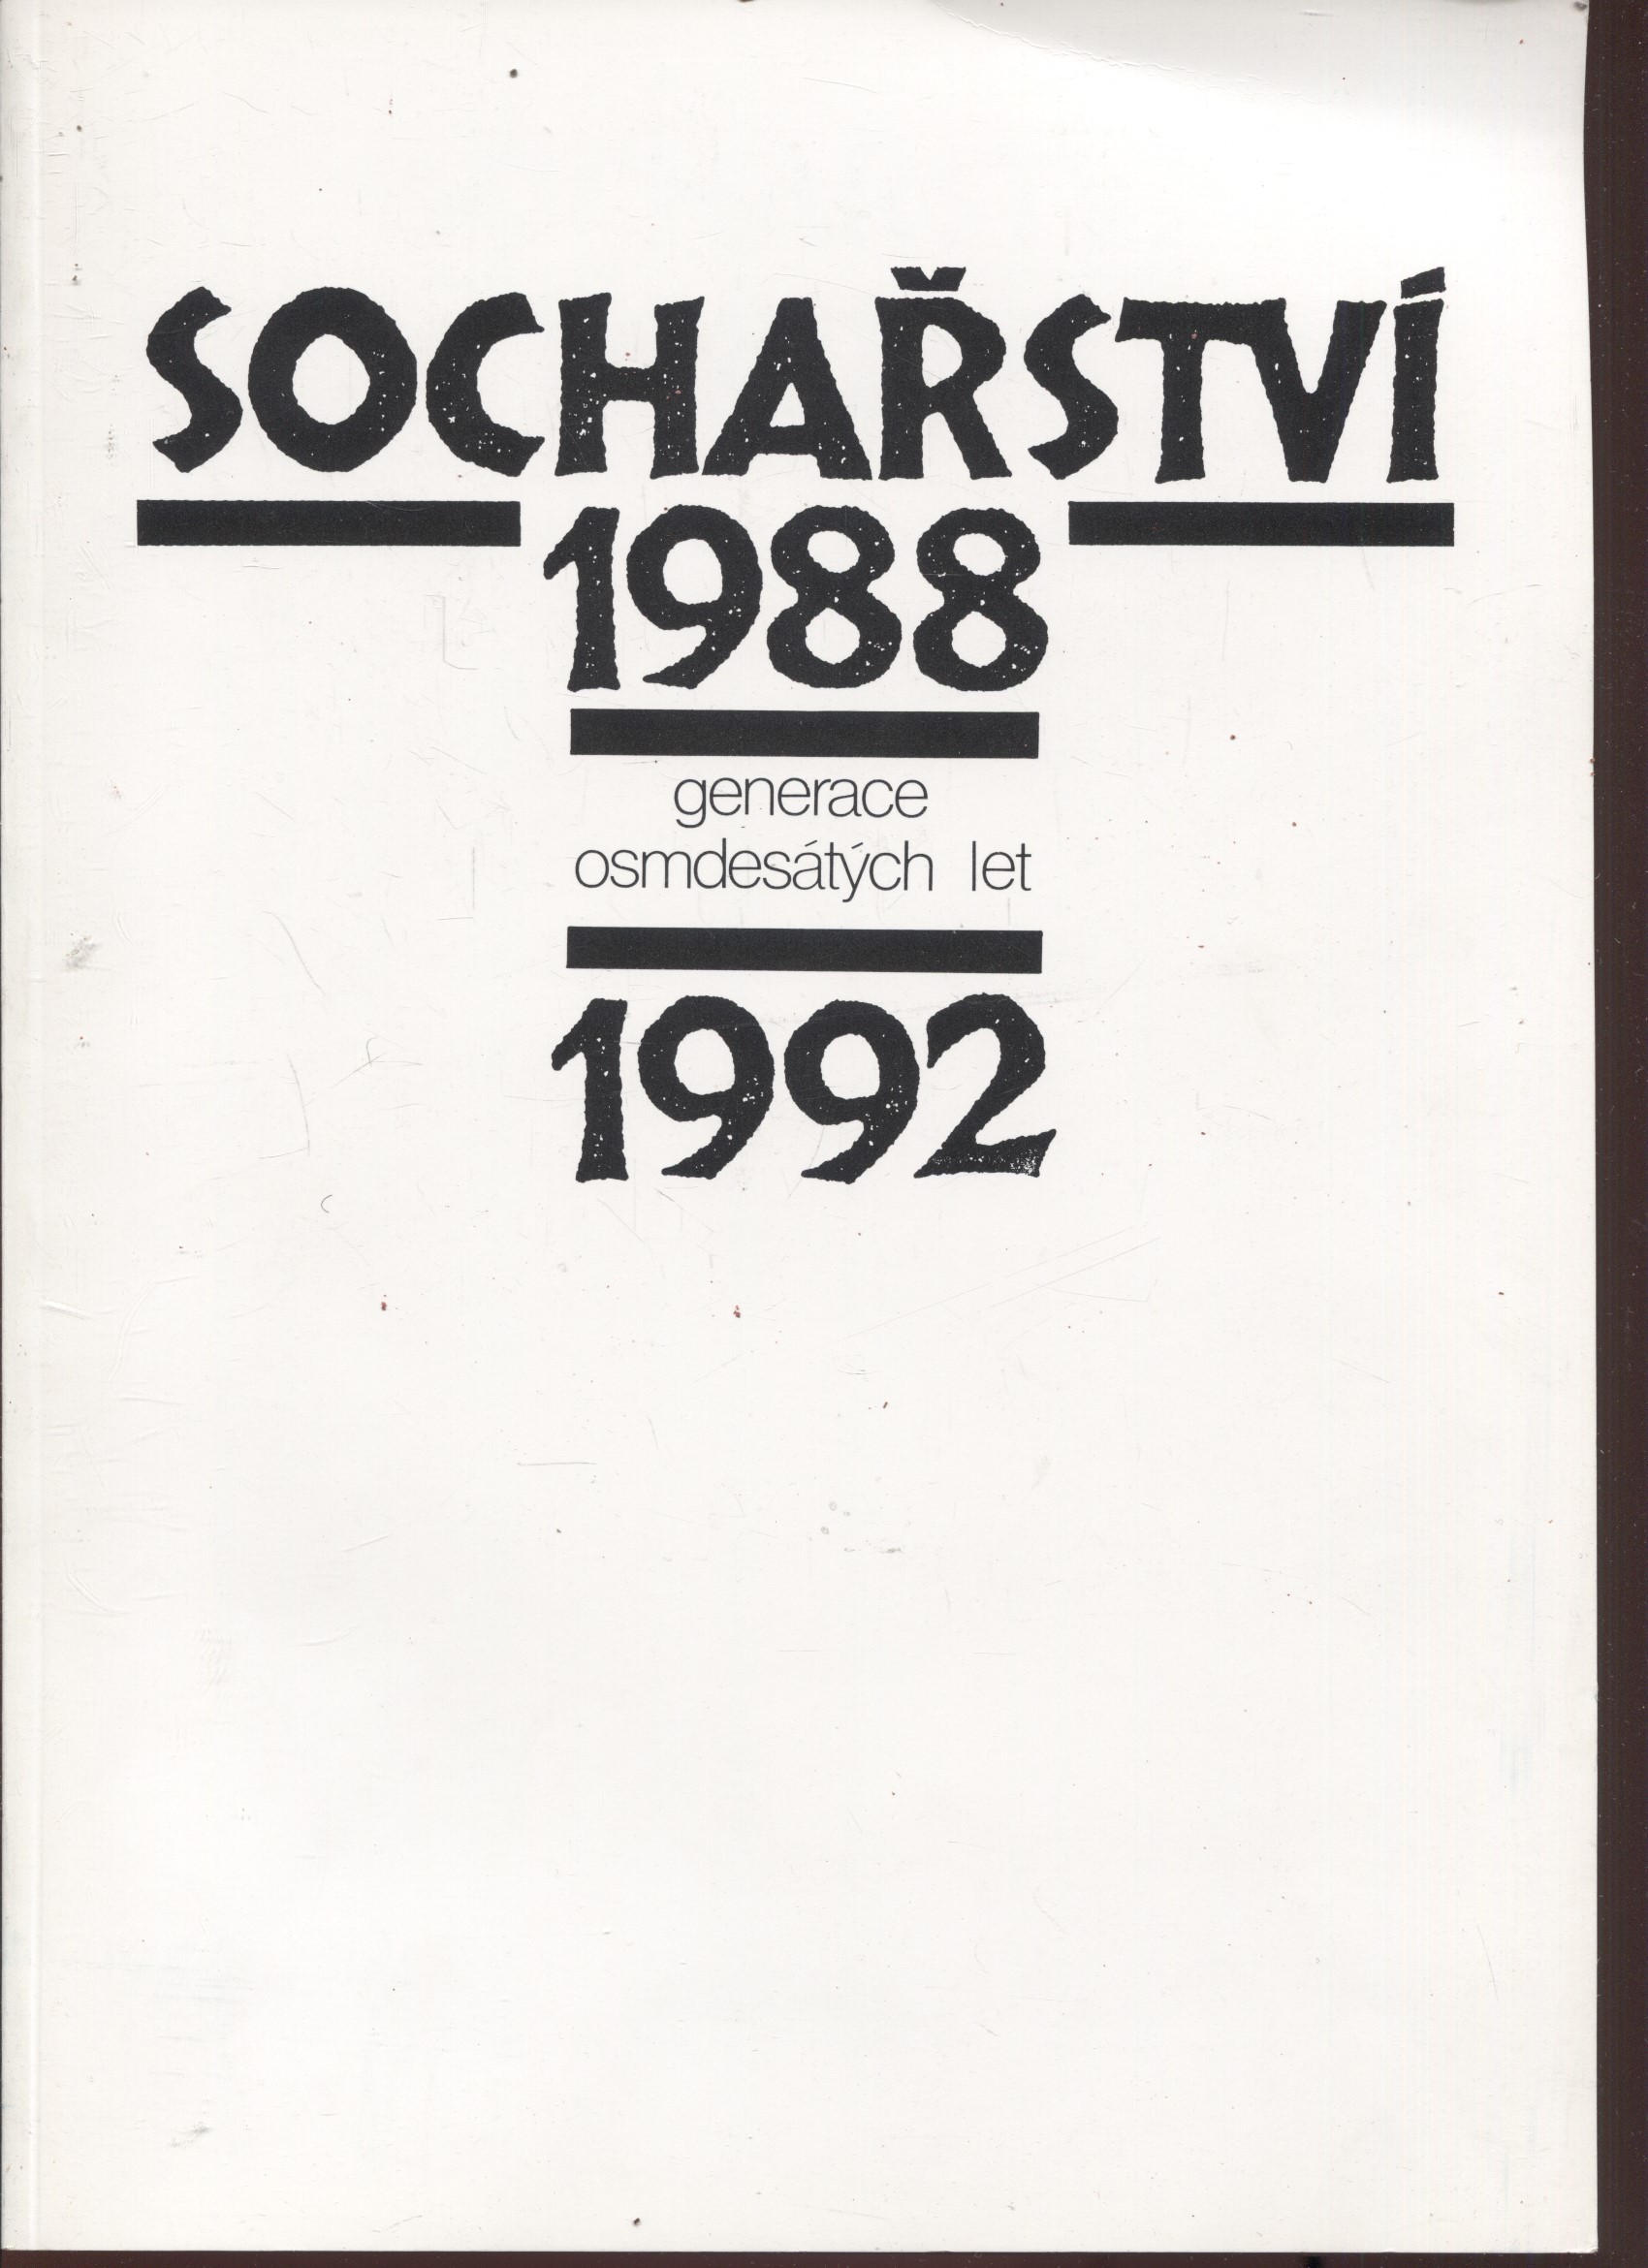 SOCHAŘSTVÍ
1988
generace
osmdesátých let
1992